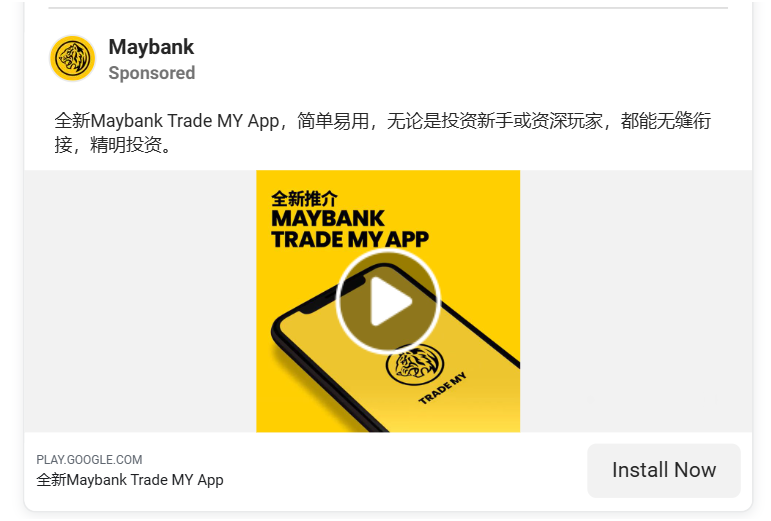 Maybank
Sponsored
全新Maybank Trade MY App，简单易用，无论是投资新手或资深玩家，都能无缝衔
接，精明投资。
全新推介
MAYBANK
TRADE MY APP
TRADE MY
PLAY.GOOGLE.COM
全新Maybank Trade MY App
Install Now